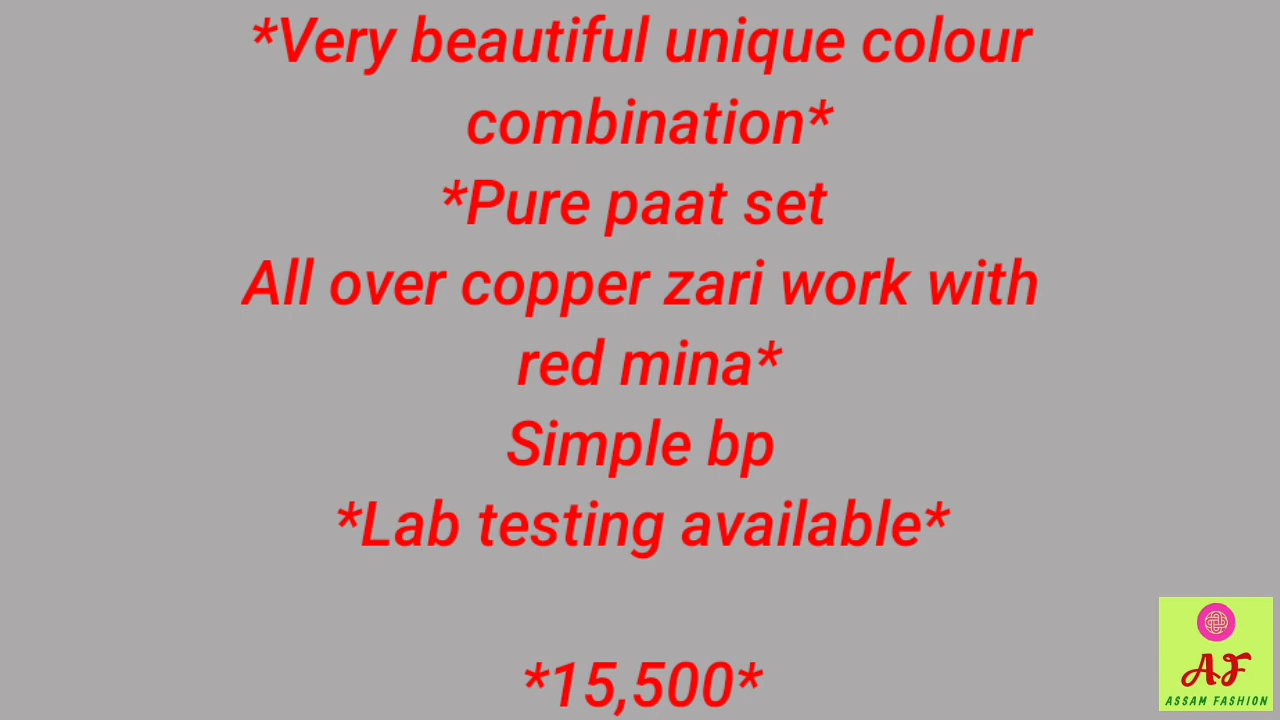 *Very beautiful unique colour
combination*
*Pure paat set
All over copper zari work with
red mina*
Simple bp
*Lab testing available*
*15,500*
AF
ASSAM FASHION